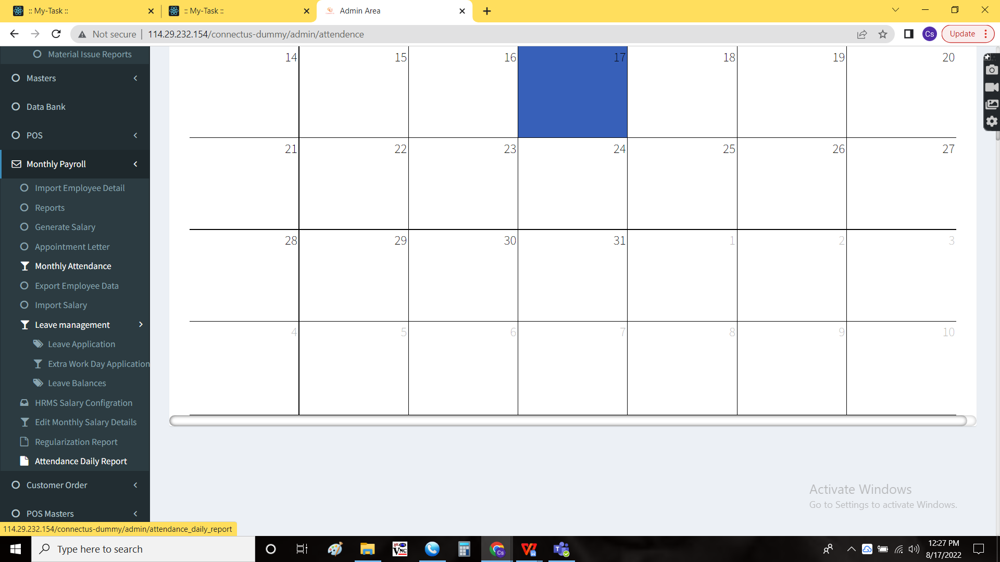 :: My-Task ::
:: My-Task ::
Admin Area
Not secure
114.29.232.154/connectus-dummy/admin/attendence
Cs
Update
Material Issue Reports
Masters
Data Bank
POS
Monthly Payroll
Import Employee Detail
Reports
Generate Salary
Appointment Letter
Monthly Attendance
Export Employee Data
Import Salary
Leave management
Leave Application
Extra Work Day Application
Leave Balances
HRMS Salary Configration
Edit Monthly Salary Details
Regularization Report
Attendance Daily Report
Customer Order
POS Masters
14 15 16 17 18 19 20
21 22 23 24 25 26 27
28 29 30 31 1 2 3
4 5 6 7 8 9 10
Activate Windows
Go to Settings to activate Windows.
114.29.232.154/connectus-dummy/admin/attendance_daily_report
Type here to search
VNC
Cs
12:27 PM
8/17/2022